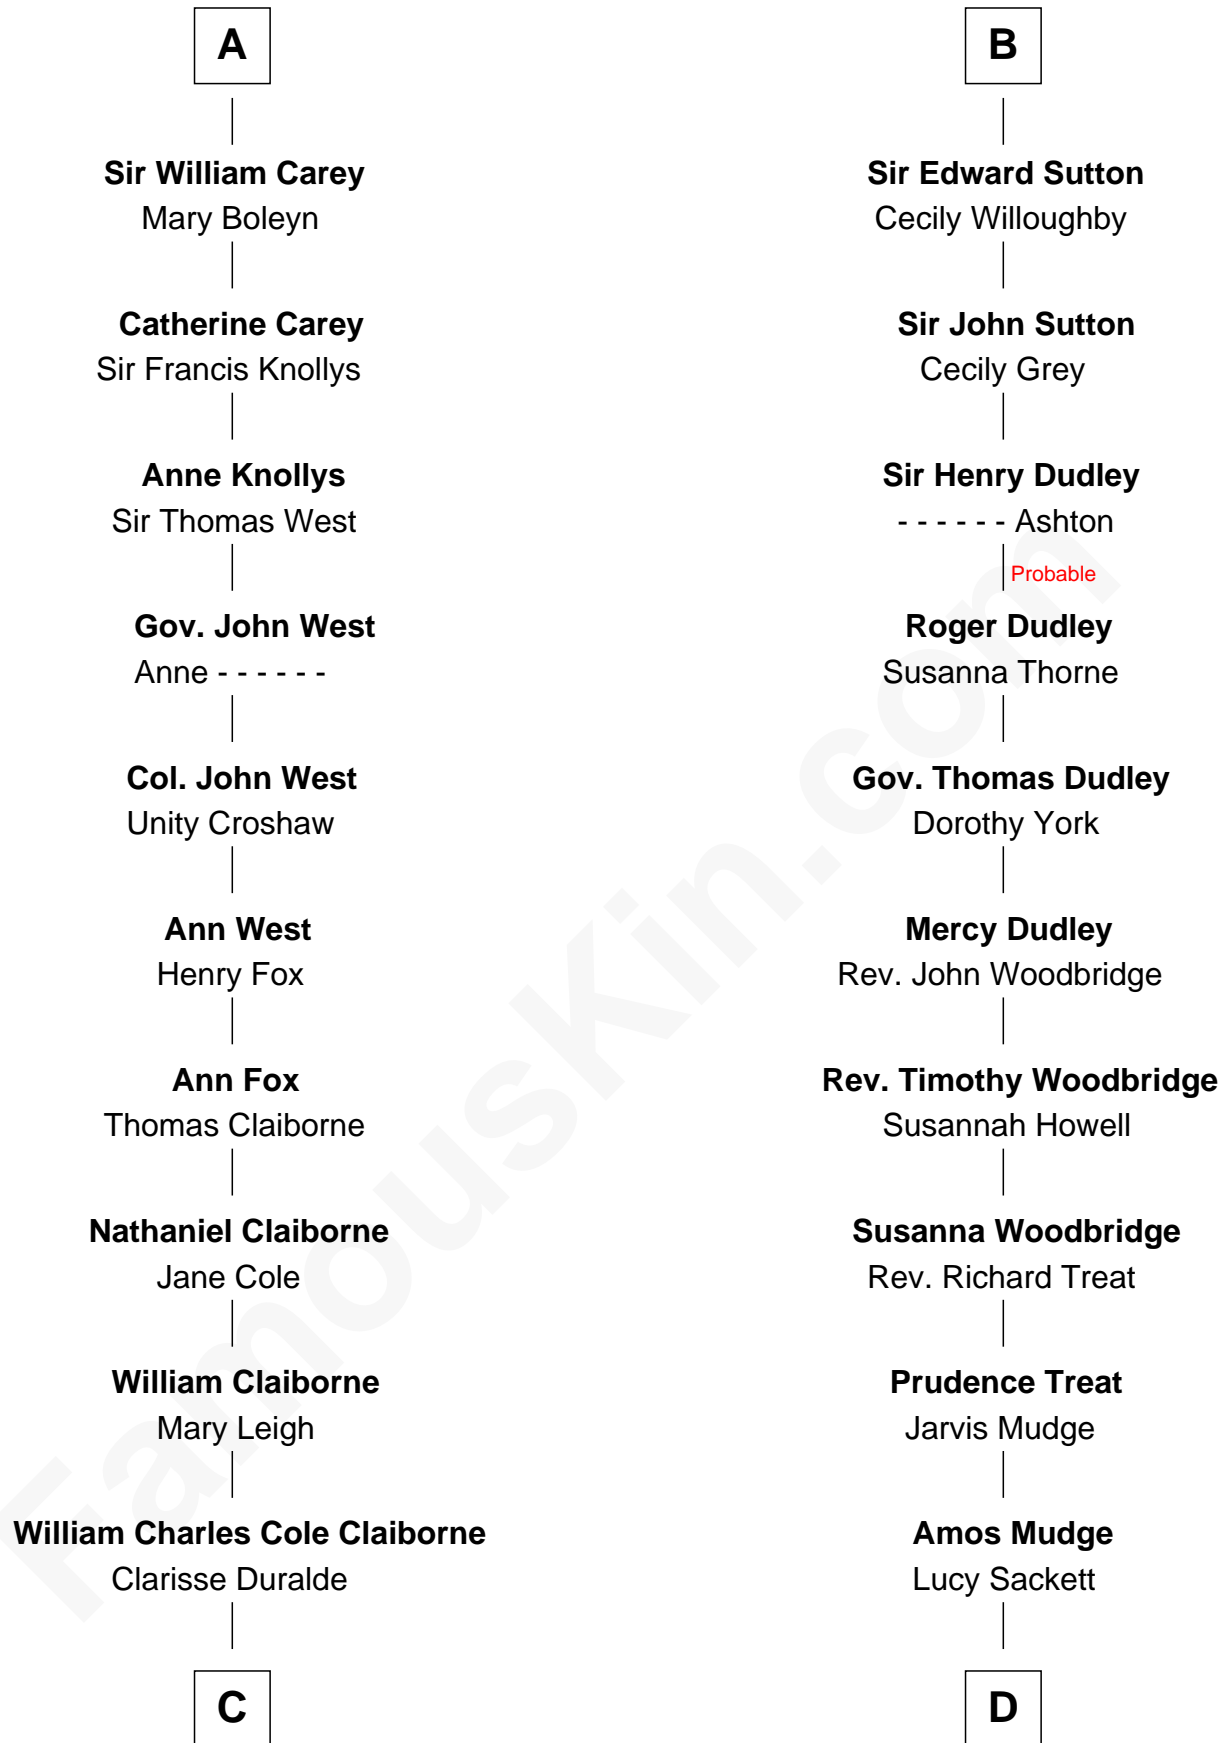 A
Sir William Carey
Mary Boleyn
Catherine Carey
Sir Francis Knollys
Anne Knollys
Sir Thomas West
Gov. John West
Anne - - - - - -
Col. John West
Unity Croshaw
Ann West
Henry Fox
Ann Fox
Thomas Claiborne
Nathaniel Claiborne
Jane Cole
William Claiborne
Mary Leigh
William Charles Cole Claiborne
Clarisse Duralde
C
B
Sir Edward Sutton
Cecily Willoughby
Sir John Sutton
Cecily Grey
Sir Henry Dudley
- - - - - - Ashton
Probable
Roger Dudley
Susanna Thorne
Gov. Thomas Dudley
Dorothy York
Mercy Dudley
Rev. John Woodbridge
Rev. Timothy Woodbridge
Susannah Howell
Susanna Woodbridge
Rev. Richard Treat
Prudence Treat
Jarvis Mudge
Amos Mudge
Lucy Sackett
D
FamousKin.com